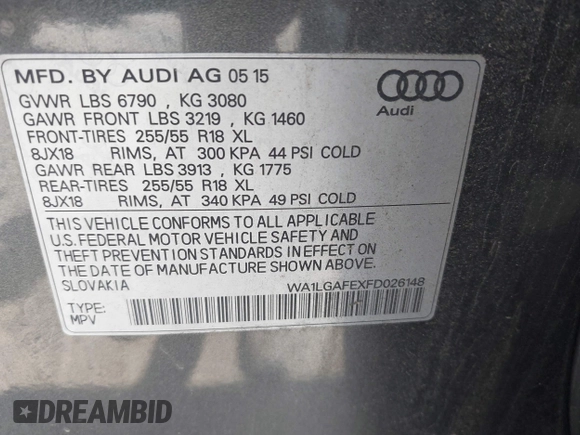 MFD. BY AUDI AG 05 15
GVWR LBS 6790 , KG 3080
GAWR FRONT LBS 3219 , KG 1460
FRONT-TIRES 255/55 R18 XL
8JX18 RIMS, AT 300 KPA 44 PSI COLD
GAWR REAR LBS 3913 , KG 1775
REAR-TIRES 255/55 R18 XL
8JX18 RIMS, AT 340 KPA 49 PSI COLD
THIS VEHICLE CONFORMS TO ALL APPLICABLE
U.S. FEDERAL MOTOR VEHICLE SAFETY AND
THEFT PREVENTION STANDARDS IN EFFECT ON
THE DATE OF MANUFACTURE SHOWN ABOVE.
SLOVAKIA WA1LGAFEXFD026148
TYPE:
MPV
Audi
DREAMBID